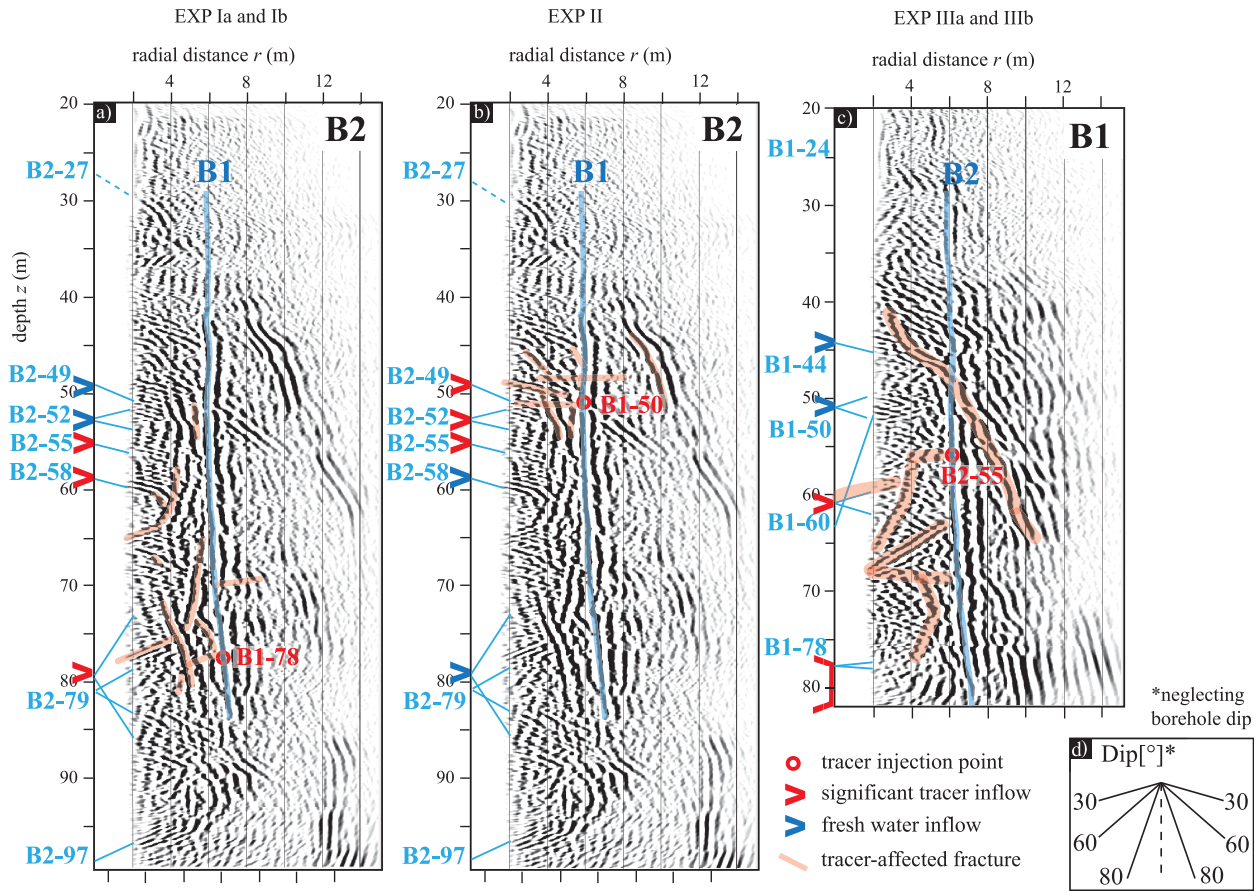 EXP Ia and Ib
EXP II
EXP IIIa and IIIb
radial distance r (m)
radial distance r (m)
radial distance r (m)
4 8 12
4 8 12
4 8 12
a)
B2
B1
20
30
40
50
60
70
80
90
depth z (m)
B2-27
B2-49
B2-52
B2-55
B2-58
B2-79
B2-97
B1-78
b)
B2
B1
20
30
40
50
60
70
80
90
B2-27
B2-49
B2-52
B2-55
B2-58
B2-79
B2-97
B1-50
c)
B1
B2
20
30
40
50
60
70
80
B1-24
B1-44
B1-50
B1-60
B1-78
B2-55
tracer injection point
significant tracer inflow
fresh water inflow
tracer-affected fracture
*neglecting
borehole dip
d) Dip[°]*
30 30
60 60
80 80